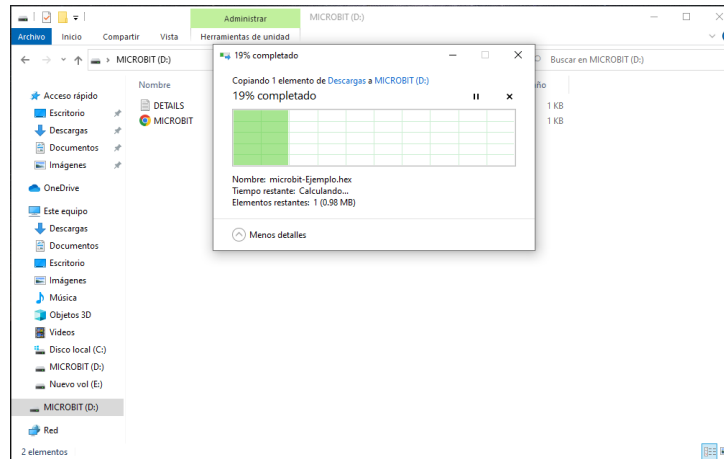 Administrar
MICROBIT (D:)
Archivo Inicio Compartir Vista Herramientas de unidad
MICROBIT (D:)
Buscar en MICROBIT (D:)
19% completado
Copiando 1 elemento de Descargas a MICROBIT (D:)
19% completado
Nombre: microbit-Ejemplo.hex
Tiempo restante: Calculando...
Elementos restantes: 1 (0.98 MB)
Menos detalles
Nombre
DETAILS
1 KB
MICROBIT
1 KB
Acceso rápido
Escritorio
Descargas
Documentos
Imágenes
OneDrive
Este equipo
Descargas
Documentos
Escritorio
Imágenes
Música
Objetos 3D
Videos
Disco local (C:)
MICROBIT (D:)
Nuevo vol (E:)
MICROBIT (D:)
Red
2 elementos